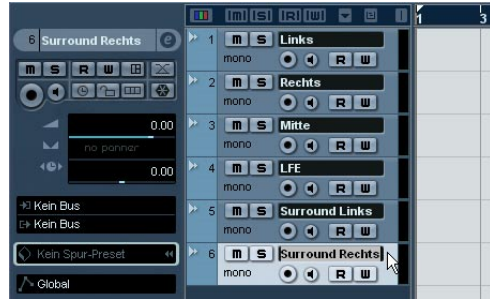 m s R W 1 3
6 Surround Rechts e
m S R W
0.00
no panner
0.00
Kein Bus
Kein Bus
Kein Spur-Preset
Global
1 m S Links
mono R W
2 m S Rechts
mono R W
3 m S Mitte
mono R W
4 m S LFE
mono R W
5 m S Surround Links
mono R W
6 m S Surround Rechts
mono R W